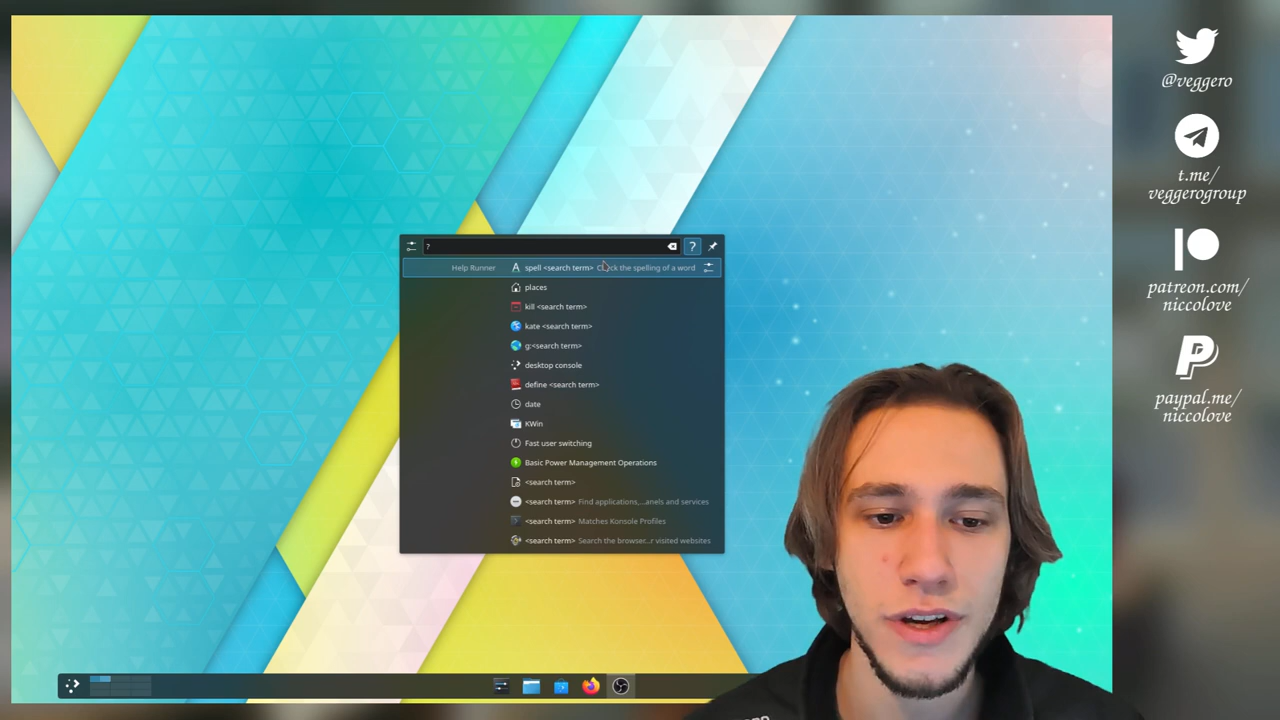 ?
?
Help Runner
spell <search term> Check the spelling of a word
places
kill <search term>
kate <search term>
g:<search term>
desktop console
define <search term>
date
KWin
Fast user switching
Basic Power Management Operations
<search term>
<search term> Find applications,...anels and services
<search term> Matches Konsole Profiles
<search term> Search the browser...r visited websites
@veggero
t.me/
veggerogroup
patreon.com/
niccolove
paypal.me/
niccolove